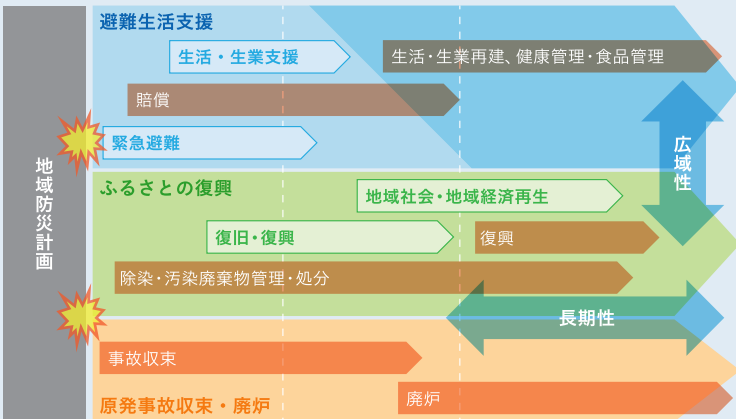 地域防災計画
避難生活支援
生活・生業支援
生活・生業再建、健康管理・食品管理
賠償
緊急避難
広域性
ふるさとの復興
地域社会・地域経済再生
復旧・復興
復興
除染・汚染廃棄物管理・処分
長期性
事故収束
廃炉
原発事故収束・廃炉